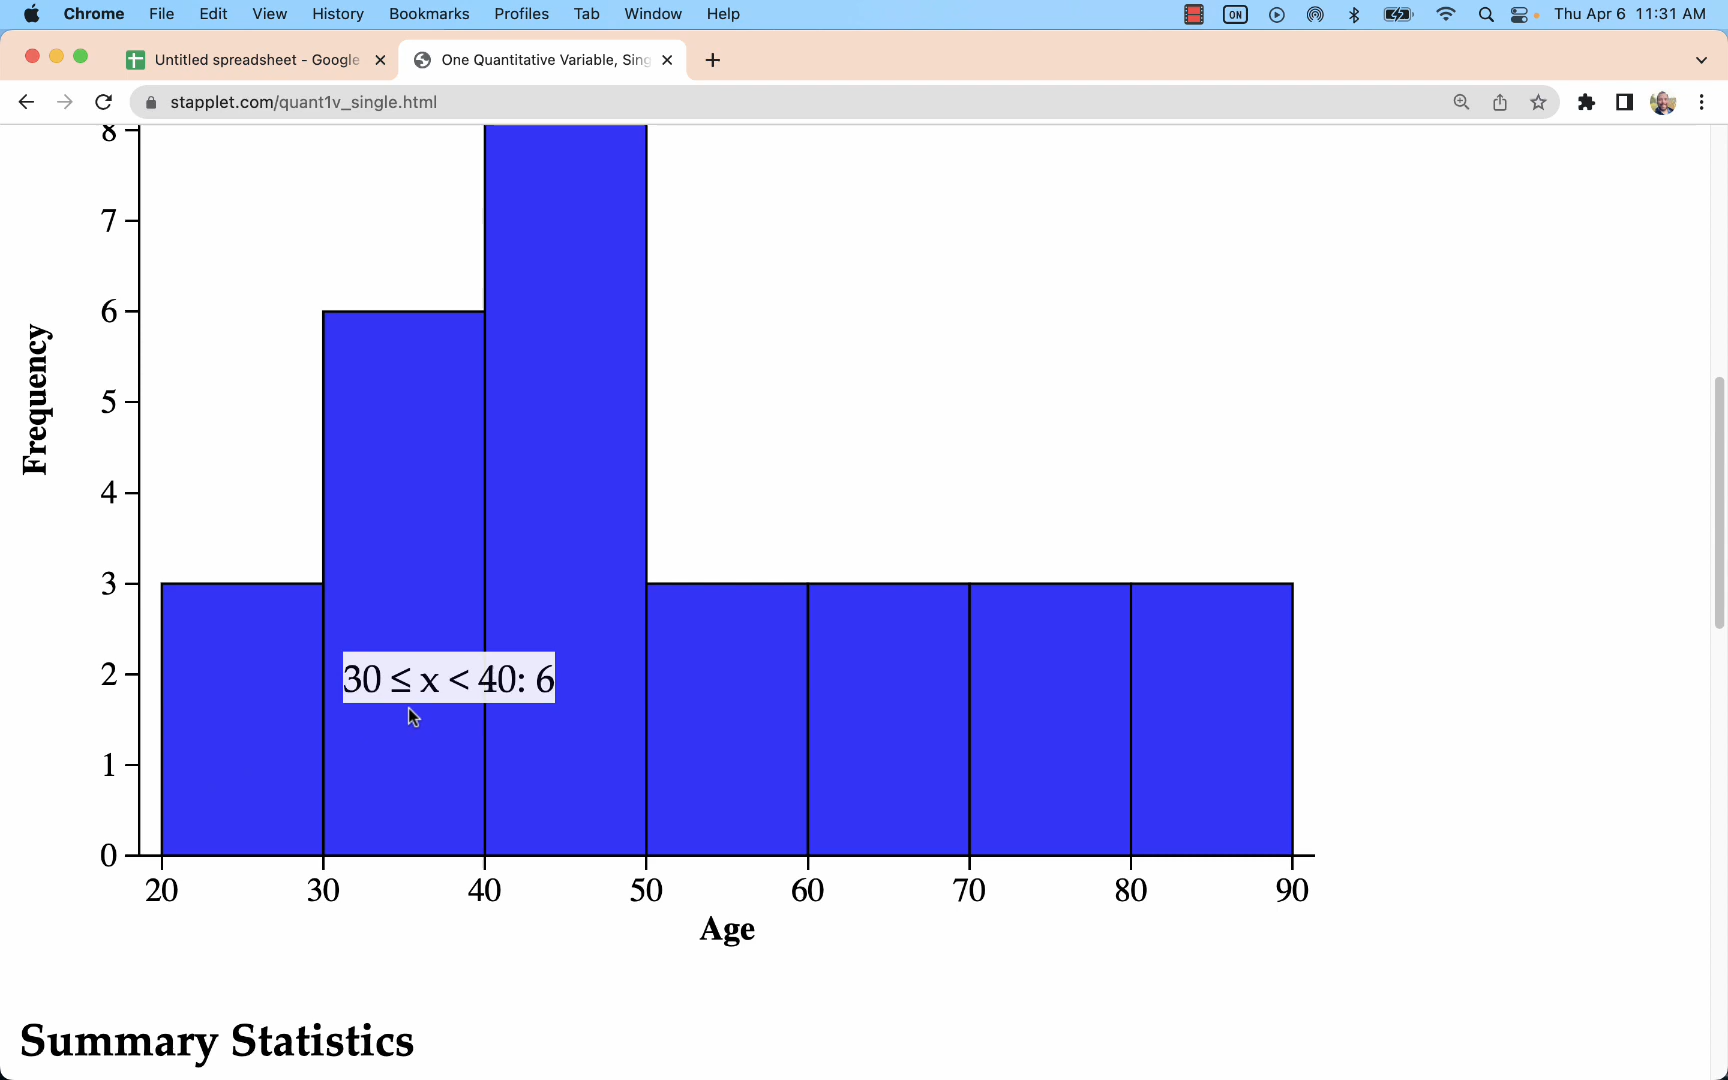 Chrome File Edit View History Bookmarks Profiles Tab Window Help ON Thu Apr 6 11:31 AM
Untitled spreadsheet - Google One Quantitative Variable, Sing
stapplet.com/quant1v_single.html
8
7
6
5
4
3
2
1
0
Frequency
30 ≤ x < 40: 6
20 30 40 50 60 70 80 90
Age
Summary Statistics